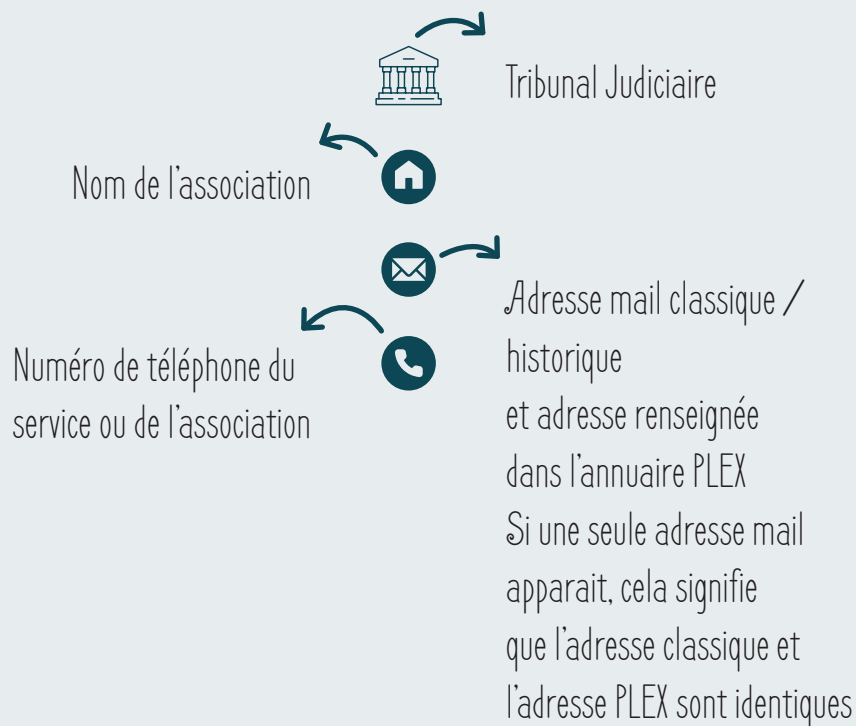 Tribunal Judiciaire
Nom de l'association
Adresse mail classique /
historique
et adresse renseignée
dans l'annuaire PLEX
Si une seule adresse mail
apparait, cela signifie
que l'adresse classique et
l'adresse PLEX sont identiques
Numéro de téléphone du
service ou de l'association